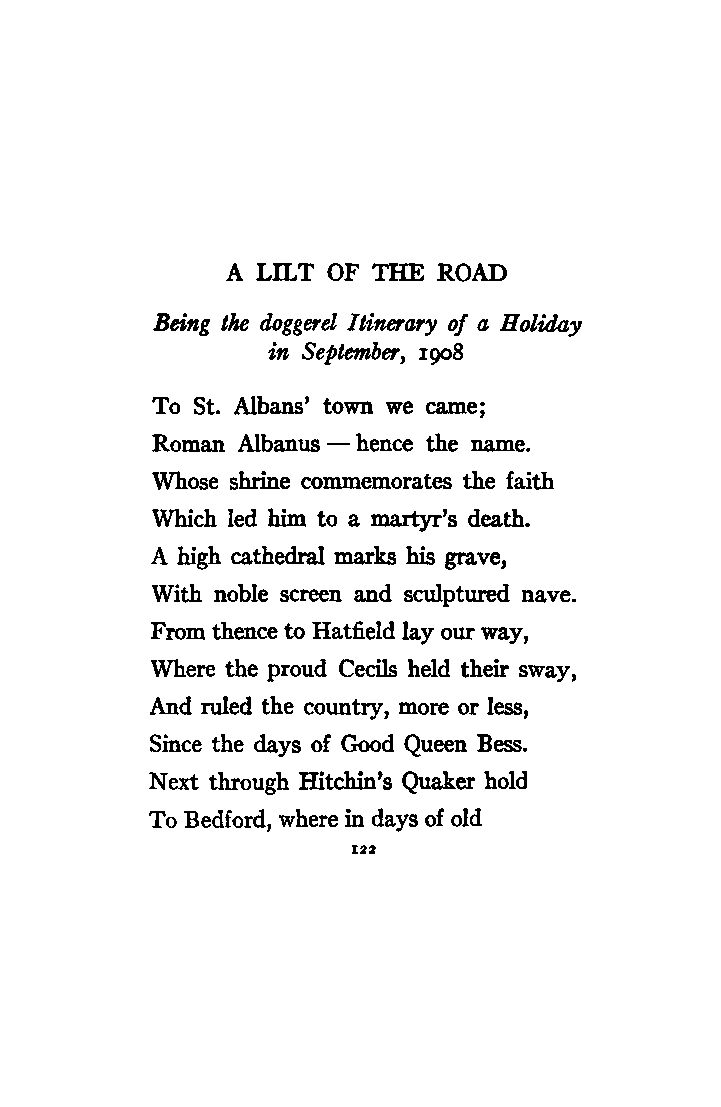 A LILT OF THE ROAD
Being the doggerel Itinerary of a Holiday
in September, 1908
To St. Albans' town we came;
Roman Albanus — hence the name.
Whose shrine commemorates the faith
Which led him to a martyr's death.
A high cathedral marks his grave,
With noble screen and sculptured nave.
From thence to Hatfield lay our way,
Where the proud Cecils held their sway,
And ruled the country, more or less,
Since the days of Good Queen Bess.
Next through Hitchin's Quaker hold
To Bedford, where in days of old
122